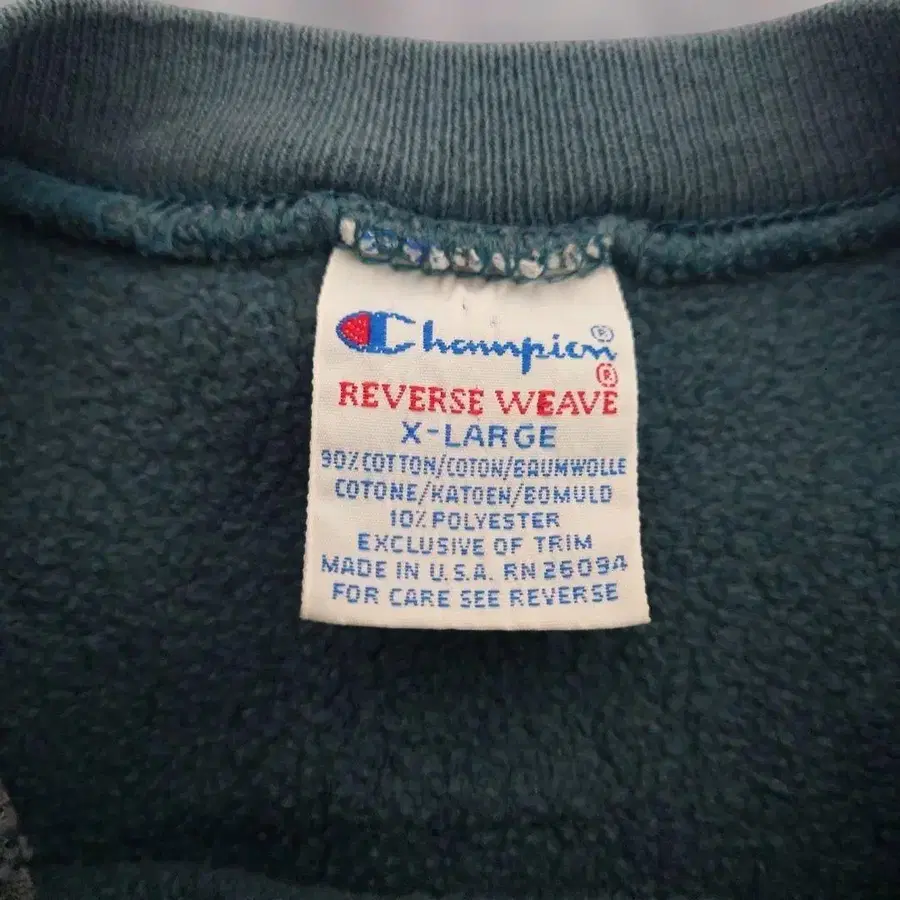 Champion®
REVERSE WEAVE®
X-LARGE
90% COTTON/COTON/BAUMWOLLE
COTONE/KATOEN/BOMULD
10% POLYESTER
EXCLUSIVE OF TRIM
MADE IN U.S.A. RN 26094
FOR CARE SEE REVERSE